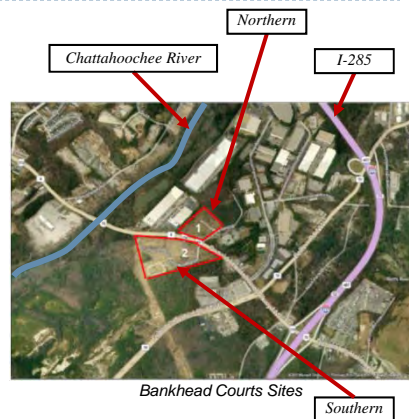 Northern
Chattahoochee River
I-285
1
2
Bankhead Courts Sites
Southern